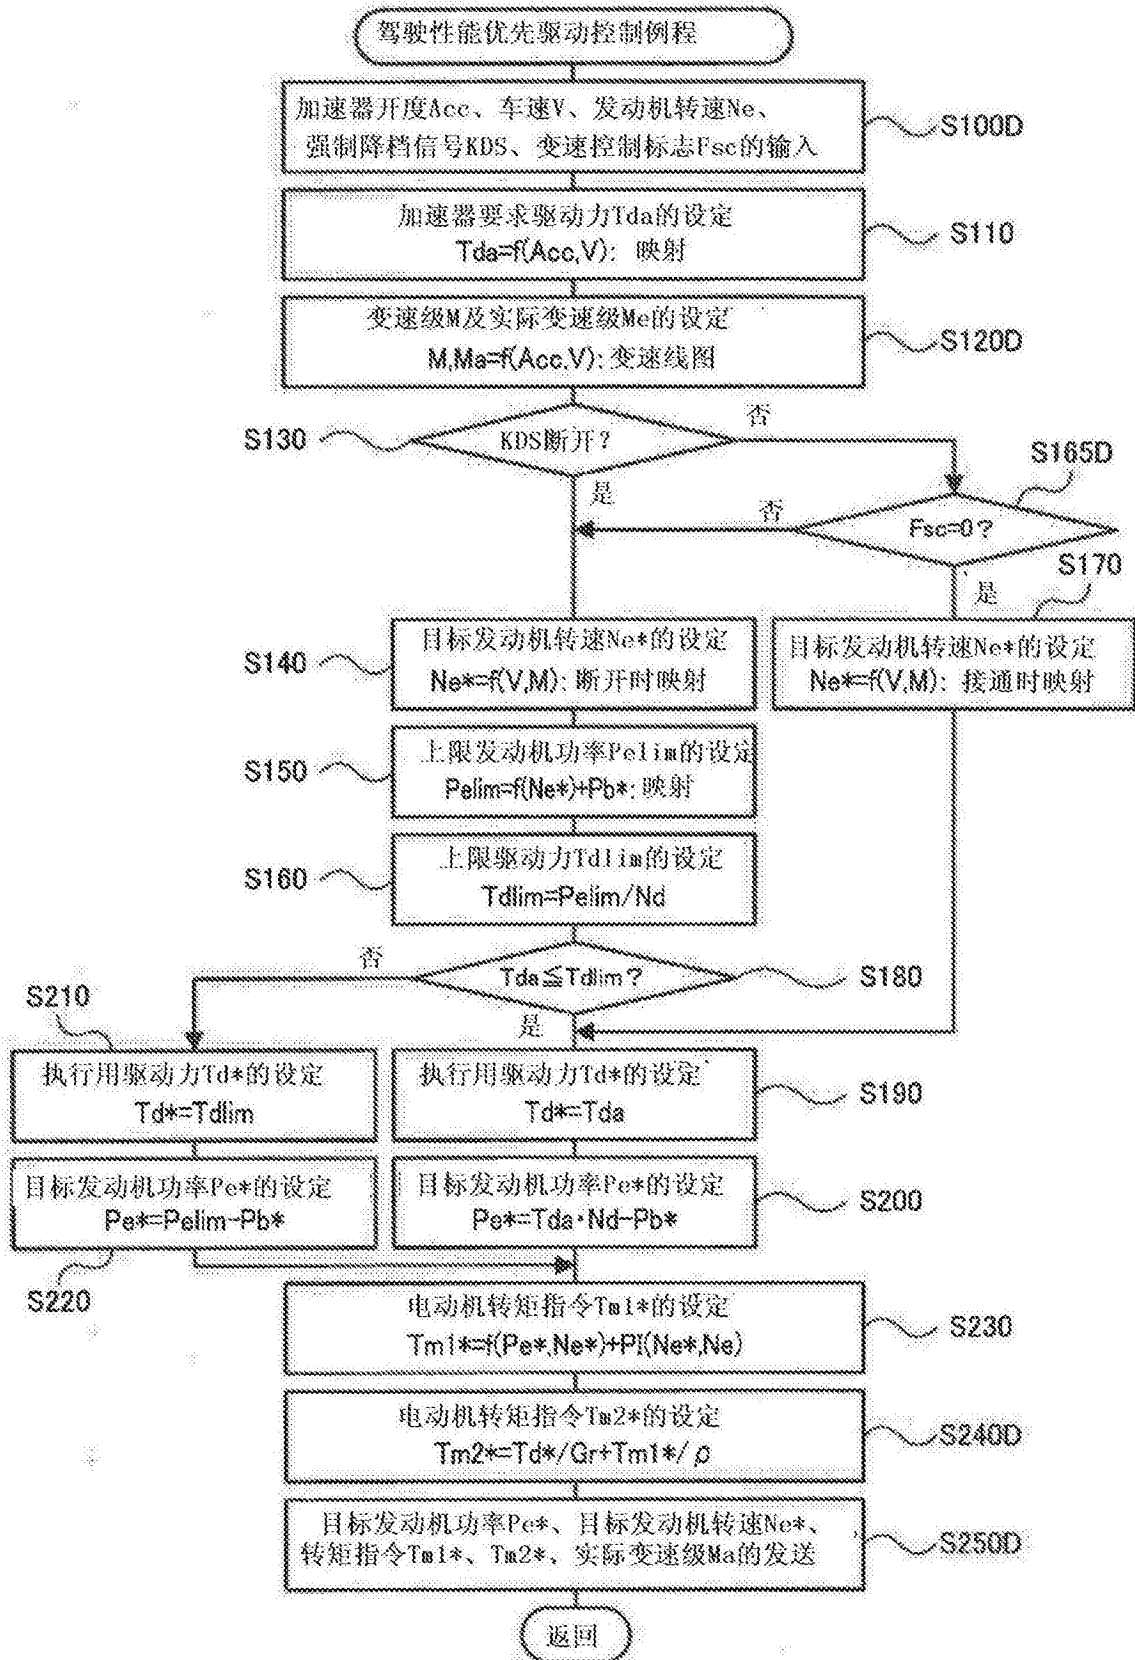 驾驶性能优先驱动控制例程
加速器开度Acc、车速V、发动机转速Ne、
强制降档信号KDS、变速控制标志Fsc的输入
S100D
加速器要求驱动力Tda的设定
Tda=f(Acc,V): 映射
S110
变速级M及实际变速级Me的设定
M,Ma=f(Acc,V): 变速线图
S120D
S130
KDS断开？
否
是
S165D
Fsc=0？
否
是
S170
目标发动机转速Ne*的设定
Ne*=f(V,M): 接通时映射
S140
目标发动机转速Ne*的设定
Ne*=f(V,M): 断开时映射
S150
上限发动机功率Pelim的设定
Pelim=f(Ne*)+Pb*: 映射
S160
上限驱动力Tdlim的设定
Tdlim=Pelim/Nd
否
Tda≦Tdlim？
S180
是
S210
执行用驱动力Td*的设定
Td*=Tdlim
执行用驱动力Td*的设定
Td*=Tda
S190
目标发动机功率Pe*的设定
Pe*=Pelim-Pb*
S220
目标发动机功率Pe*的设定
Pe*=Tda·Nd-Pb*
S200
电动机转矩指令Tm1*的设定
Tm1*=f(Pe*,Ne*)+PI(Ne*,Ne)
S230
电动机转矩指令Tm2*的设定
Tm2*=Td*/Gr+Tm1*/ρ
S240D
目标发动机功率Pe*、目标发动机转速Ne*、
转矩指令Tm1*、Tm2*、实际变速级Ma的发送
S250D
返回